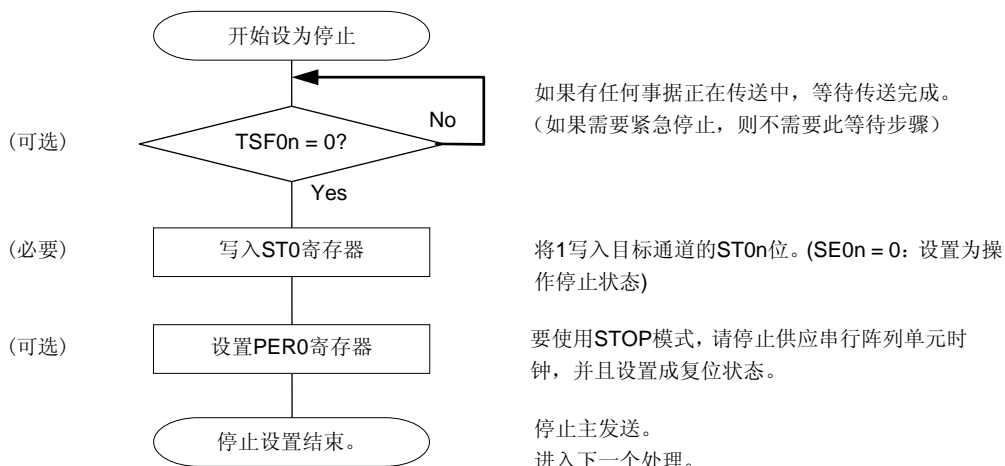 开始设为停止
如果有任何事据正在传送中，等待传送完成。
（如果需要紧急停止，则不需要此等待步骤）
No
(可选)
TSF0n = 0?
Yes
(必要)
写入ST0寄存器
将1写入目标通道的ST0n位。(SE0n = 0：设置为操
作停止状态)
(可选)
设置PER0寄存器
要使用STOP模式，请停止供应串行阵列单元时
钟，并且设置成复位状态。
停止设置结束。
停止主发送。
进入下一个处理。